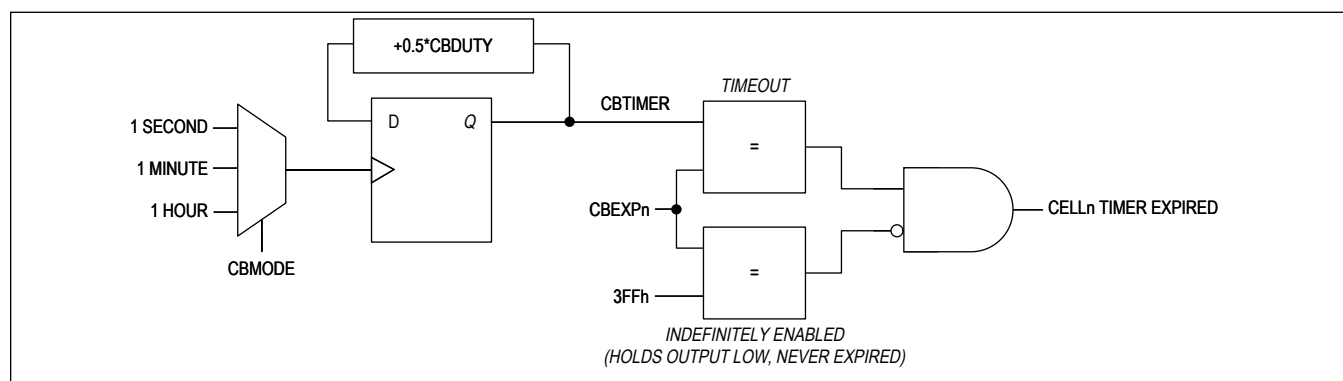 +0.5*CBDUTY
TIMEOUT
CBTIMER
1 SECOND
D
Q
1 MINUTE
=
1 HOUR
CBEXPn
CELLn TIMER EXPIRED
CBMODE
=
3FFh
INDEFINITELY ENABLED
(HOLDS OUTPUT LOW, NEVER EXPIRED)